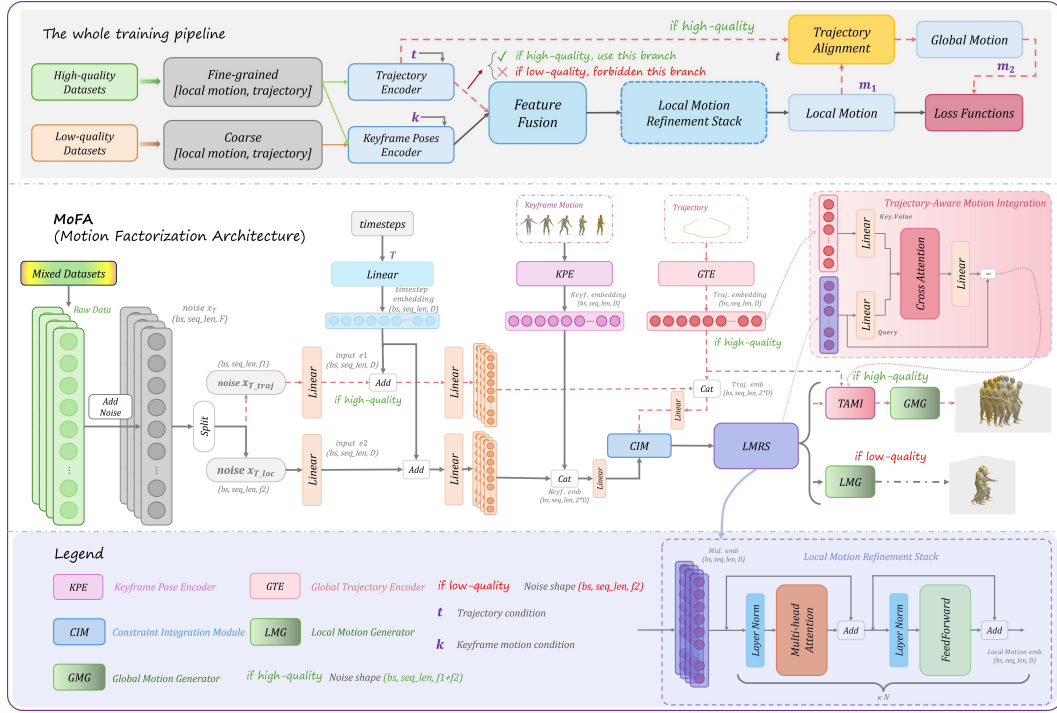 The whole training pipeline
High-quality
Datasets
Fine-grained
[local motion, trajectory]
Low-quality
Datasets
Coarse
[local motion, trajectory]
t
Trajectory
Encoder
k
Keyframe Poses
Encoder
if high-quality, use this branch
if low-quality, forbidden this branch
Feature
Fusion
Local Motion
Refinement Stack
if high-quality
t
Trajectory
Alignment
Global Motion
m1
m2
Local Motion
Loss Functions
MoFA
(Motion Factorization Architecture)
Mixed Datasets
Raw Data
noise xT
(bs, seq_len, F)
Add
Noise
Split
(bs, seq_len, f1)
noise xT_traj
noise xT_loc
(bs, seq_len, f2)
timesteps
T
Linear
timestep
embedding
(bs, seq_len, D)
Linear
input e1
(bs, seq_len, D)
Add
if high-quality
Linear
Linear
input e2
(bs, seq_len, D)
Add
Linear
Keyframe Motion
KPE
Keyf. embedding
(bs, seq_len, D)
Cat
Keyf. emb
(bs, seq_len, 2*D)
Linear
Trajectory
GTE
Traj. embedding
(bs, seq_len, D)
if high-quality
Cat
Traj. emb
(bs, seq_len, 2*D)
Linear
CIM
LMRS
Trajectory-Aware Motion Integration
Linear
Key,Value
Linear
Query
Cross Attention
Linear
if high-quality
TAMI
GMG
if low-quality
LMG
Legend
KPE
Keyframe Pose Encoder
GTE
Global Trajectory Encoder
if low-quality
Noise shape (bs, seq_len, f2)
CIM
Constraint Integration Module
LMG
Local Motion Generator
t
Trajectory condition
k
Keyframe motion condition
GMG
Global Motion Generator
if high-quality
Noise shape (bs, seq_len, f1+f2)
Mid. emb
(bs, seq_len, D)
Local Motion Refinement Stack
Layer Norm
Multi-head
Attention
Add
Layer Norm
FeedForward
Add
Local Motion emb
(bs, seq_len, D)
× N